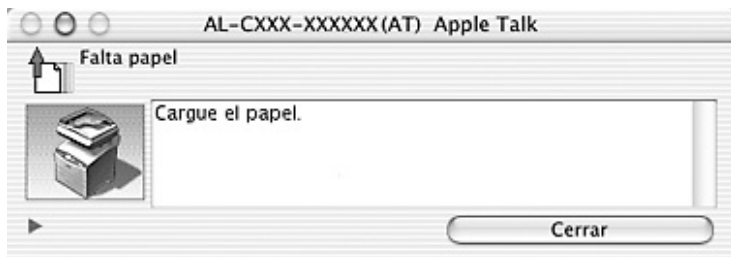 AL-CXXX-XXXXXX(AT) Apple Talk
Falta papel
Cargue el papel.
Cerrar